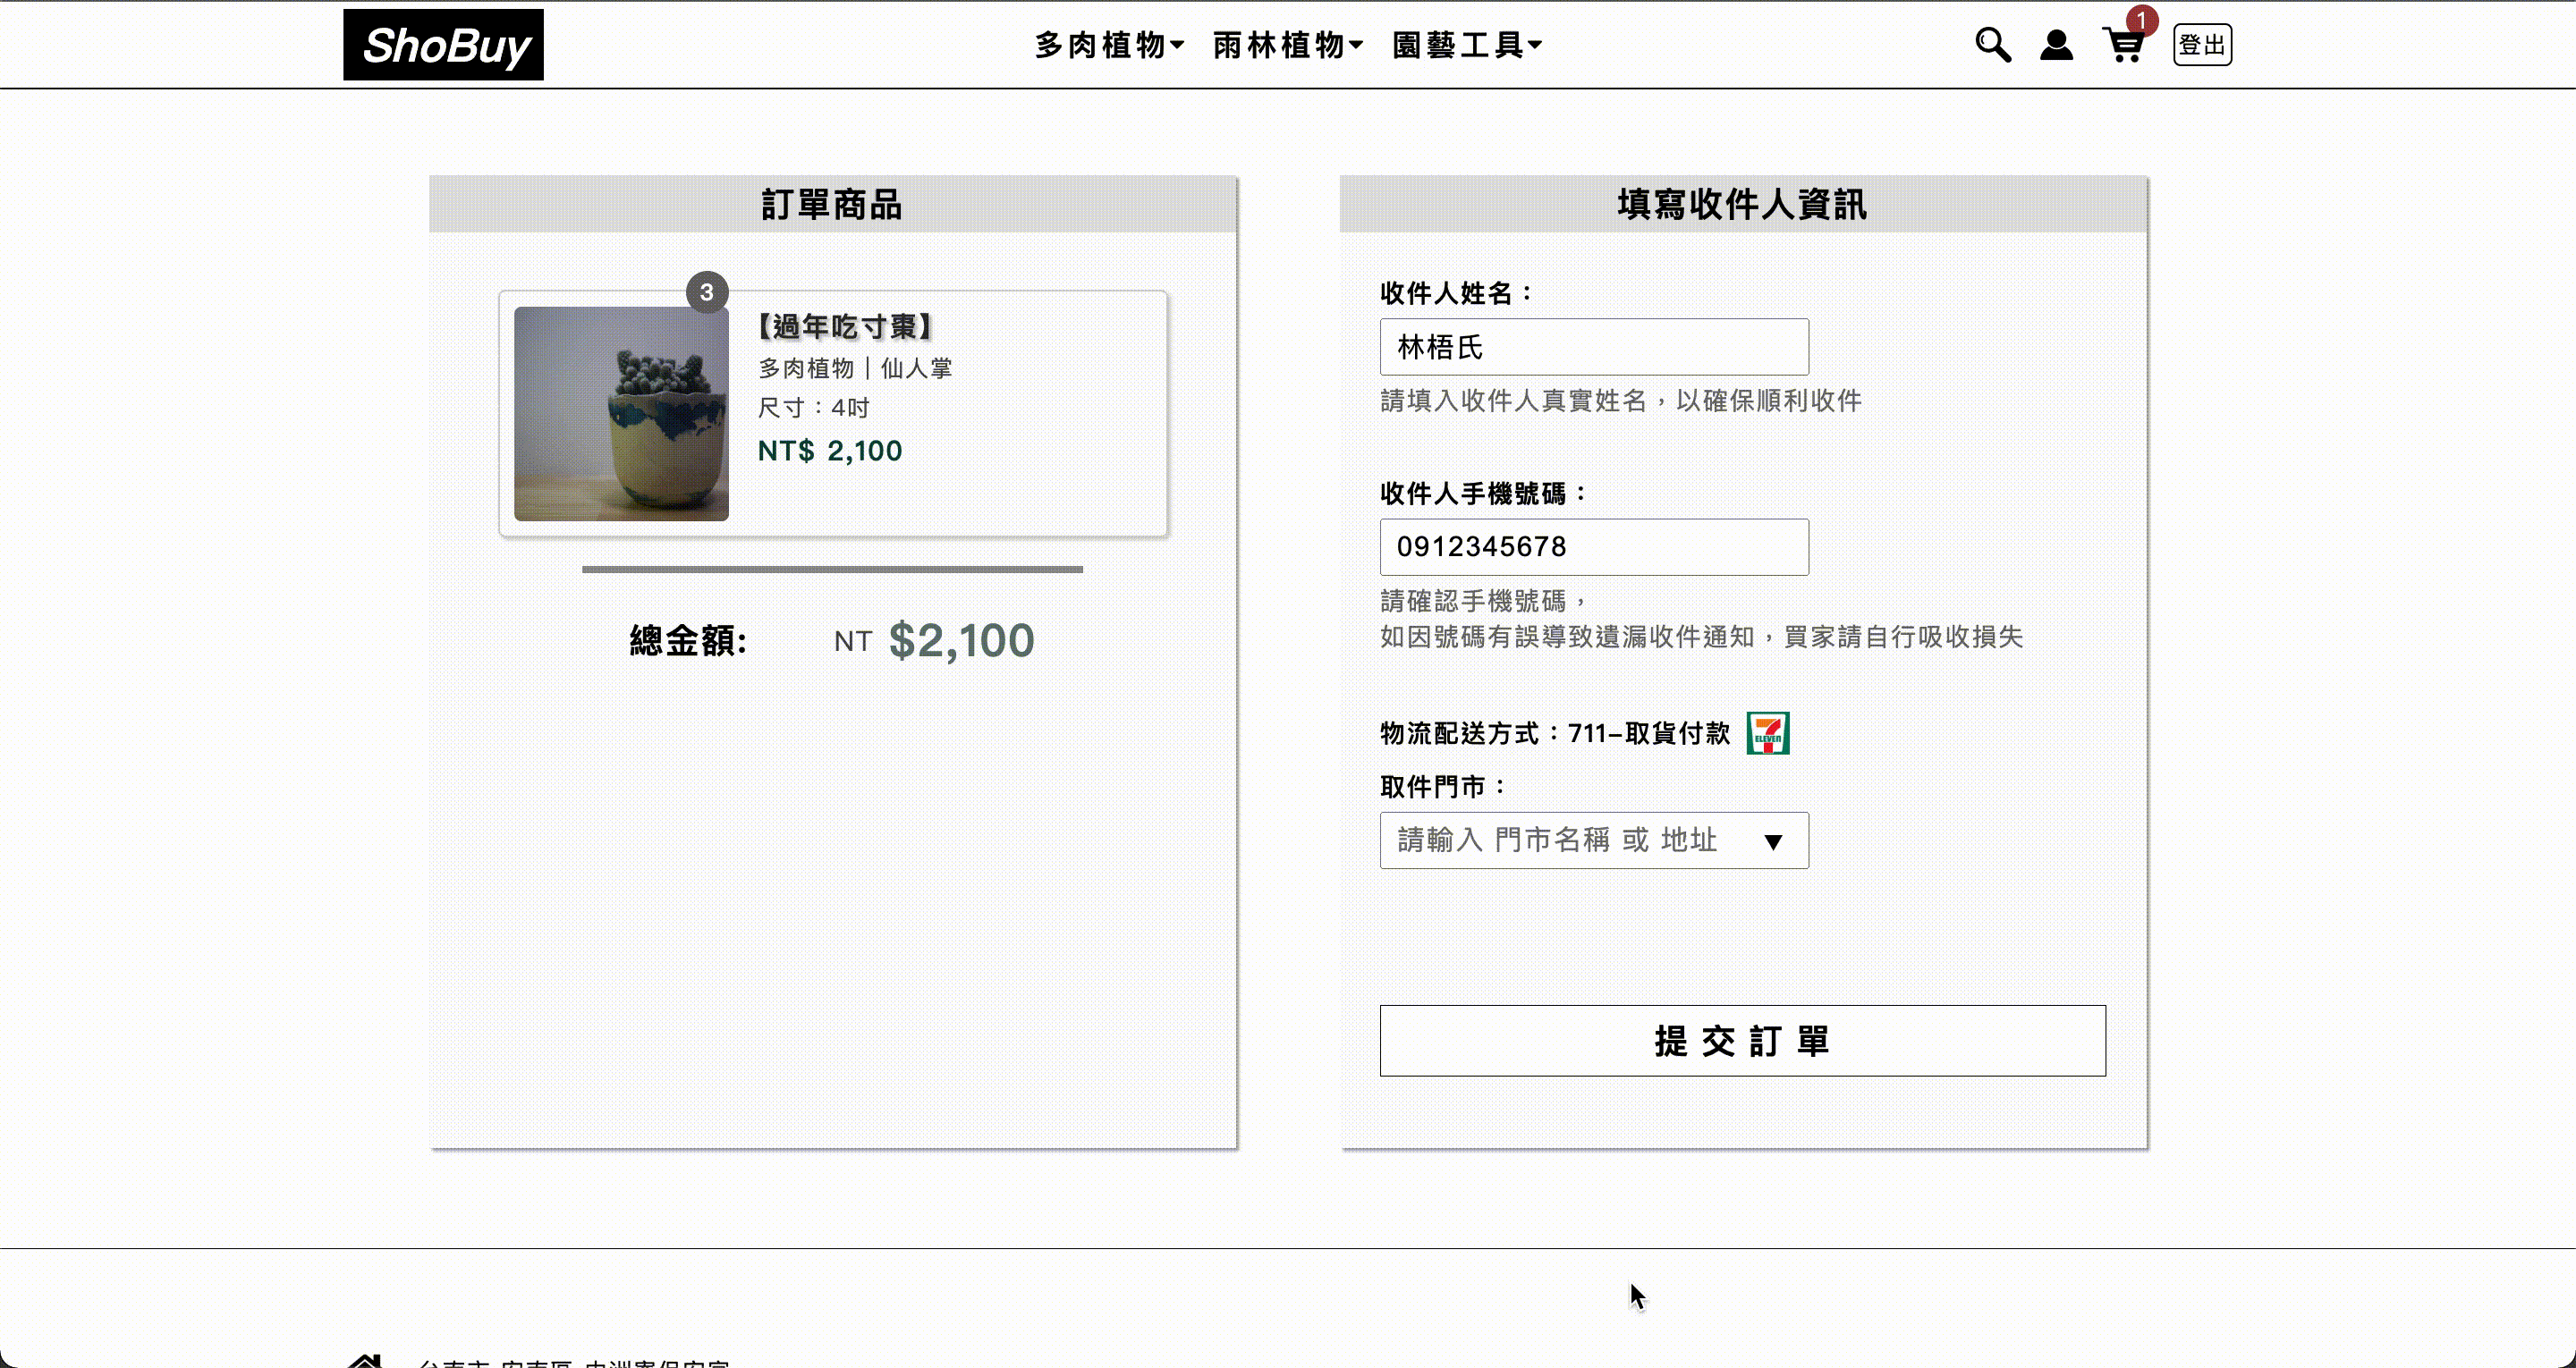 ShoBuy
多肉植物 雨林植物 園藝工具
1
登出
訂單商品
3
【過年吃寸棗】
多肉植物｜仙人掌
尺寸：4吋
NT$ 2,100
總金額: NT $2,100
填寫收件人資訊
收件人姓名：
林梧氏
請填入收件人真實姓名，以確保順利收件
收件人手機號碼：
0912345678
請確認手機號碼，
如因號碼有誤導致遺漏收件通知，買家請自行吸收損失
物流配送方式：711–取貨付款
7 ELEVEn
取件門市：
請輸入 門市名稱 或 地址
提交訂單